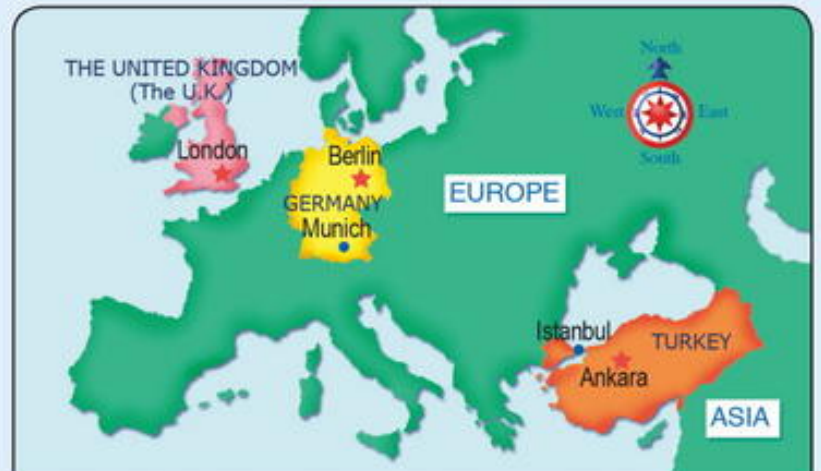 THE UNITED KINGDOM
(The U.K.)
London
Berlin
GERMANY
Munich
EUROPE
North
West
East
South
Istanbul
TURKEY
Ankara
ASIA